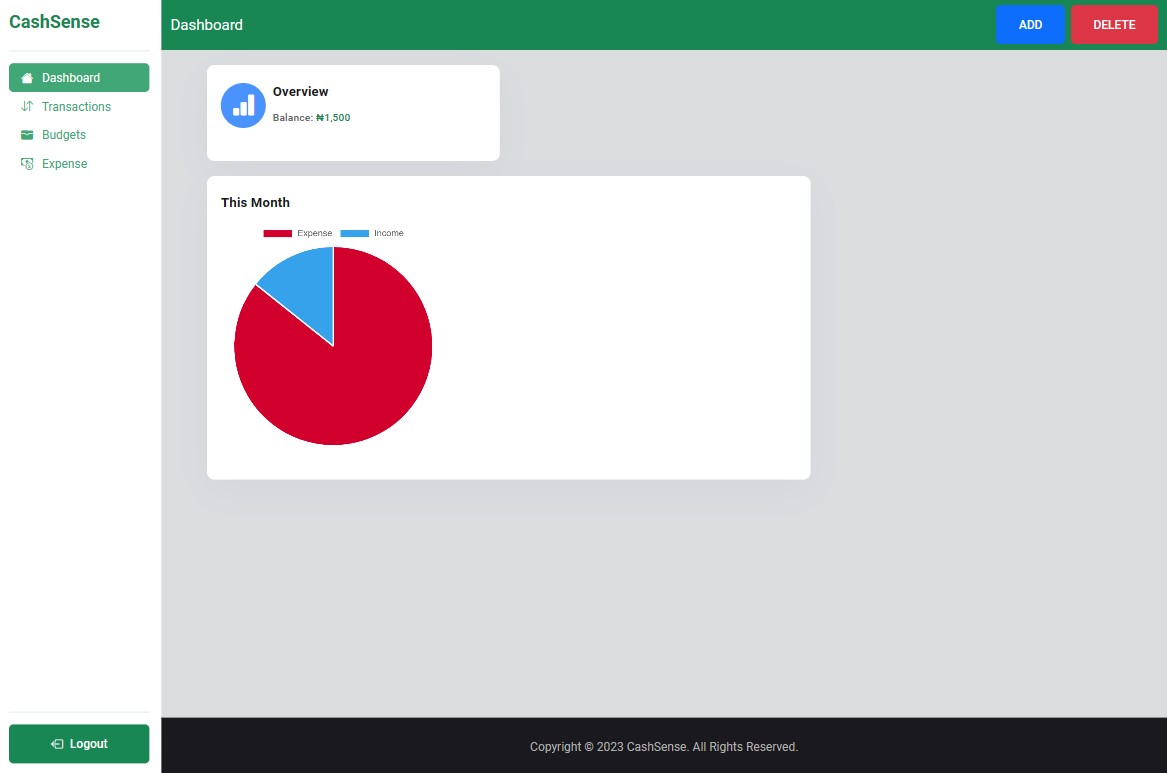 CashSense
Dashboard
Transactions
Budgets
Expense
Logout
Dashboard
ADD
DELETE
Overview
Balance: ₦1,500
This Month
Expense Income
Copyright © 2023 CashSense. All Rights Reserved.